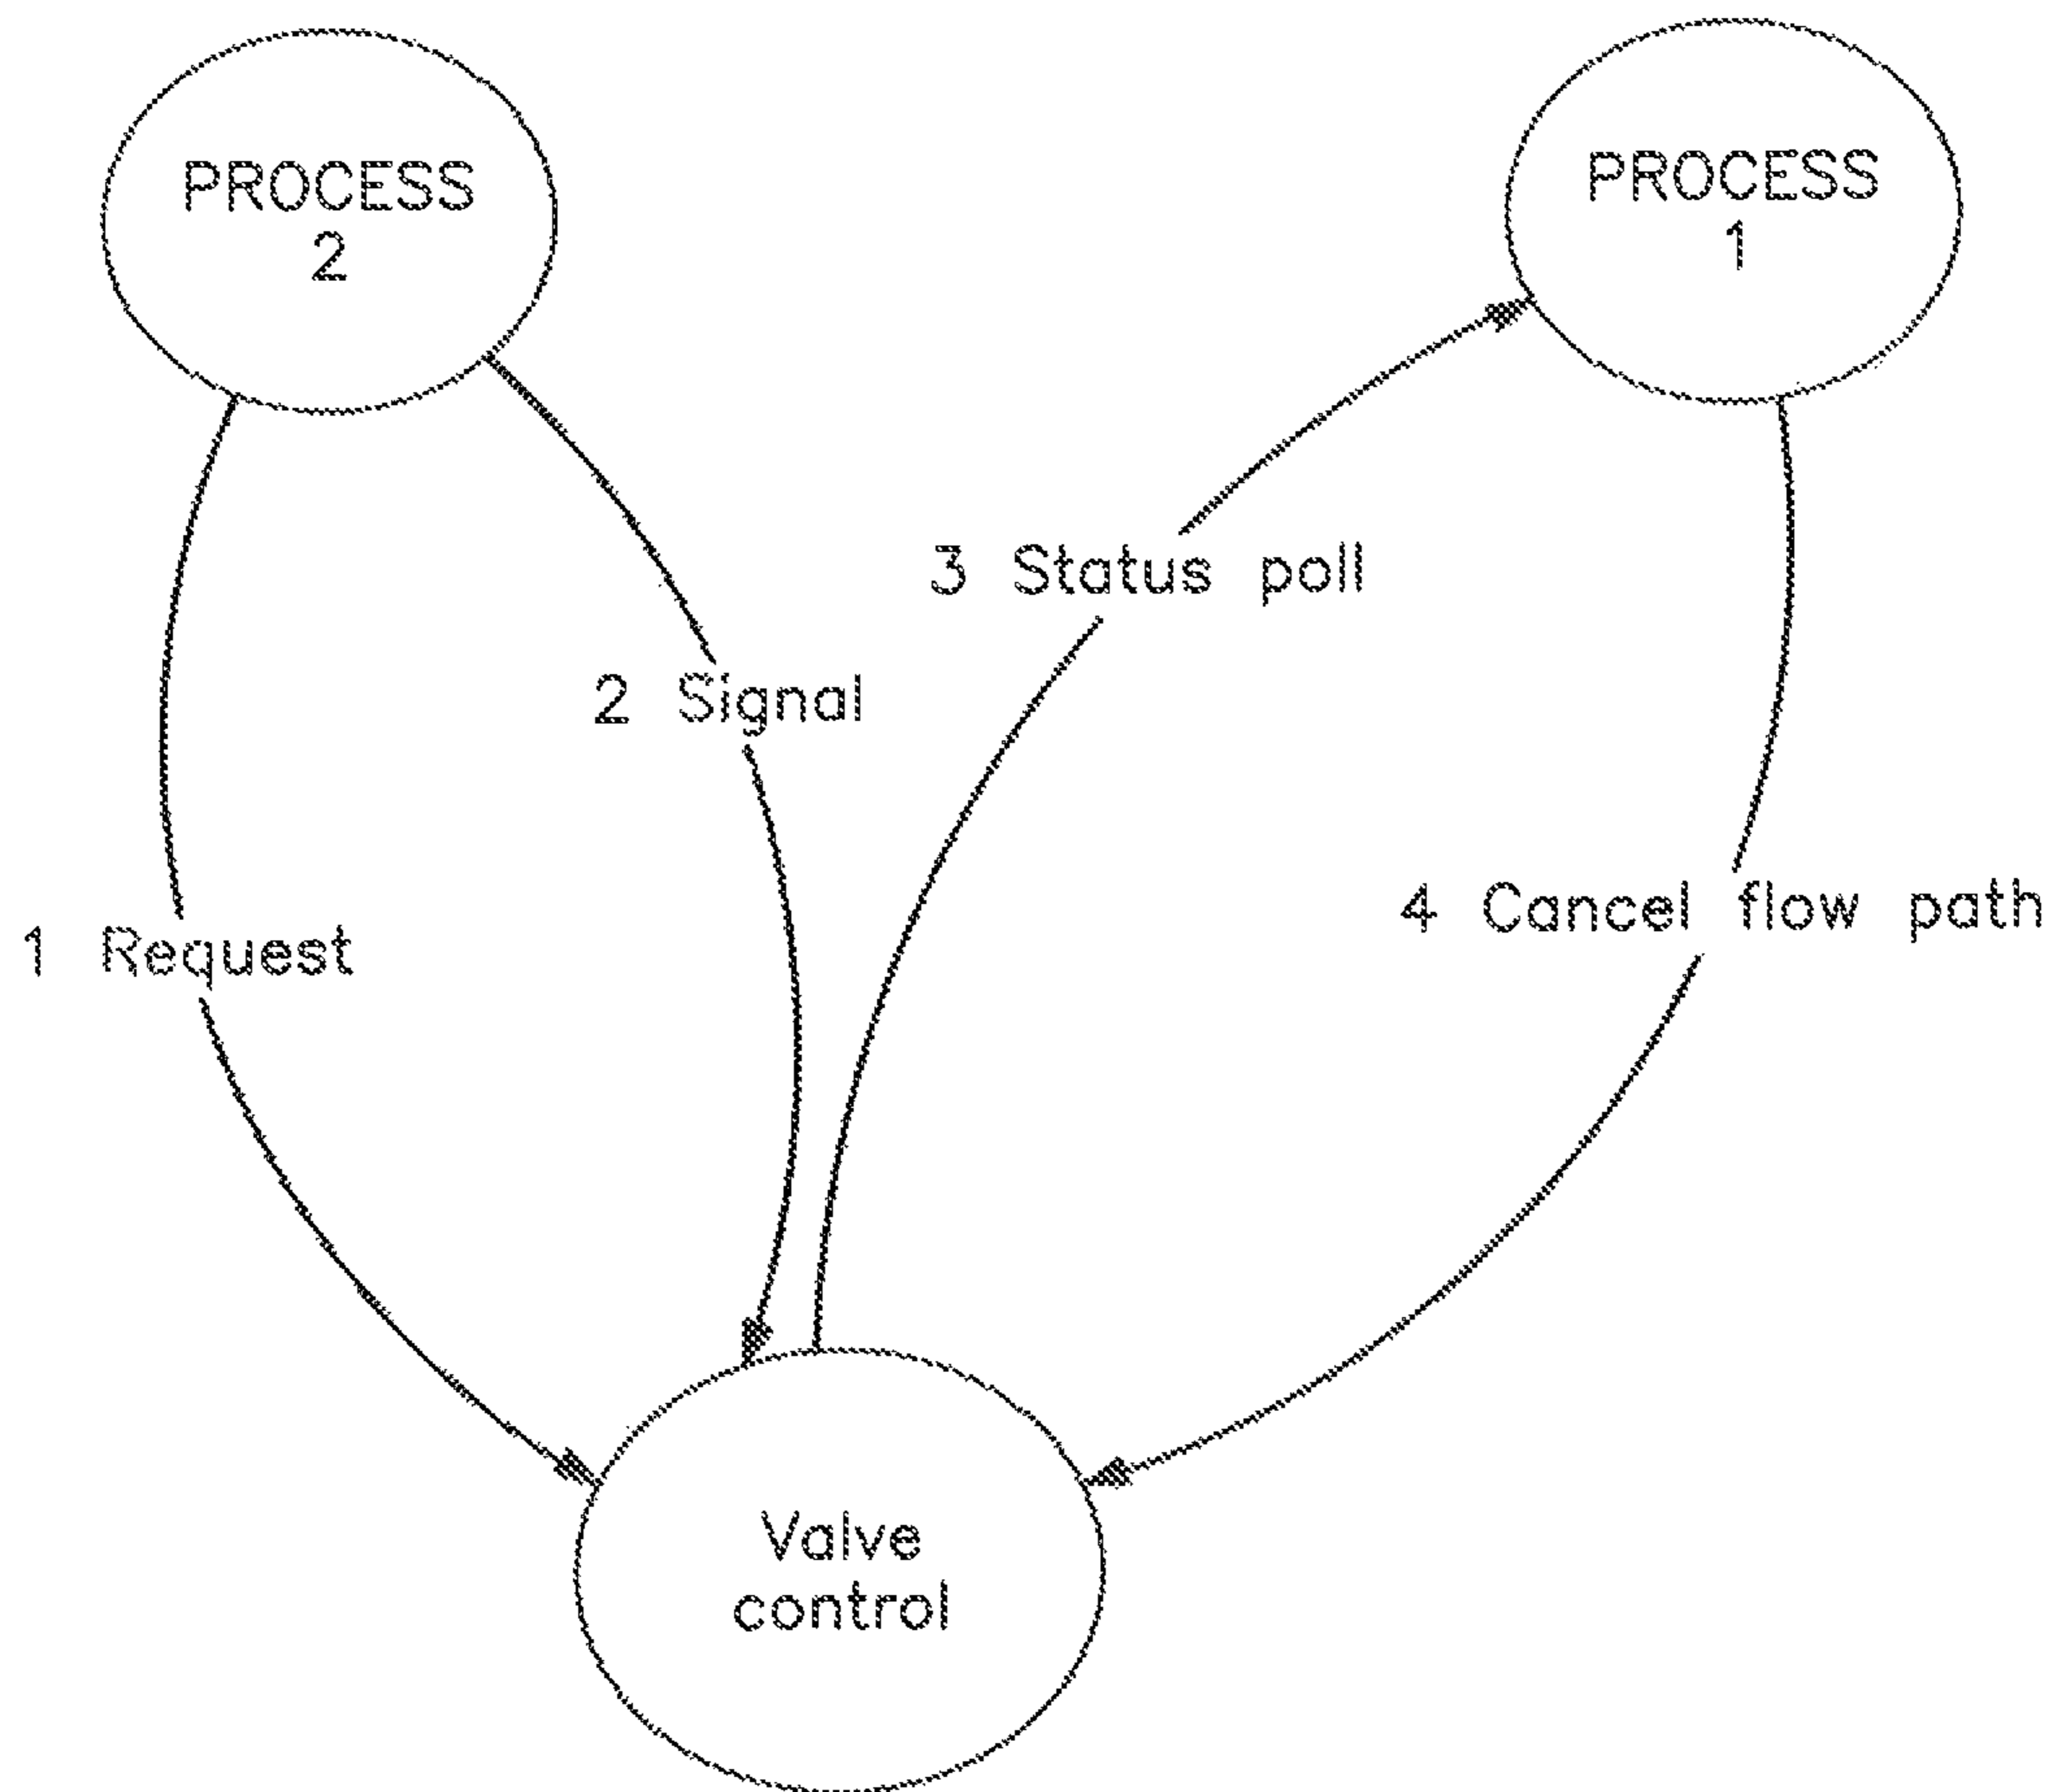 PROCESS
2
PROCESS
1
3 Status poll
2 Signal
4 Cancel flow path
1 Request
Valve
control